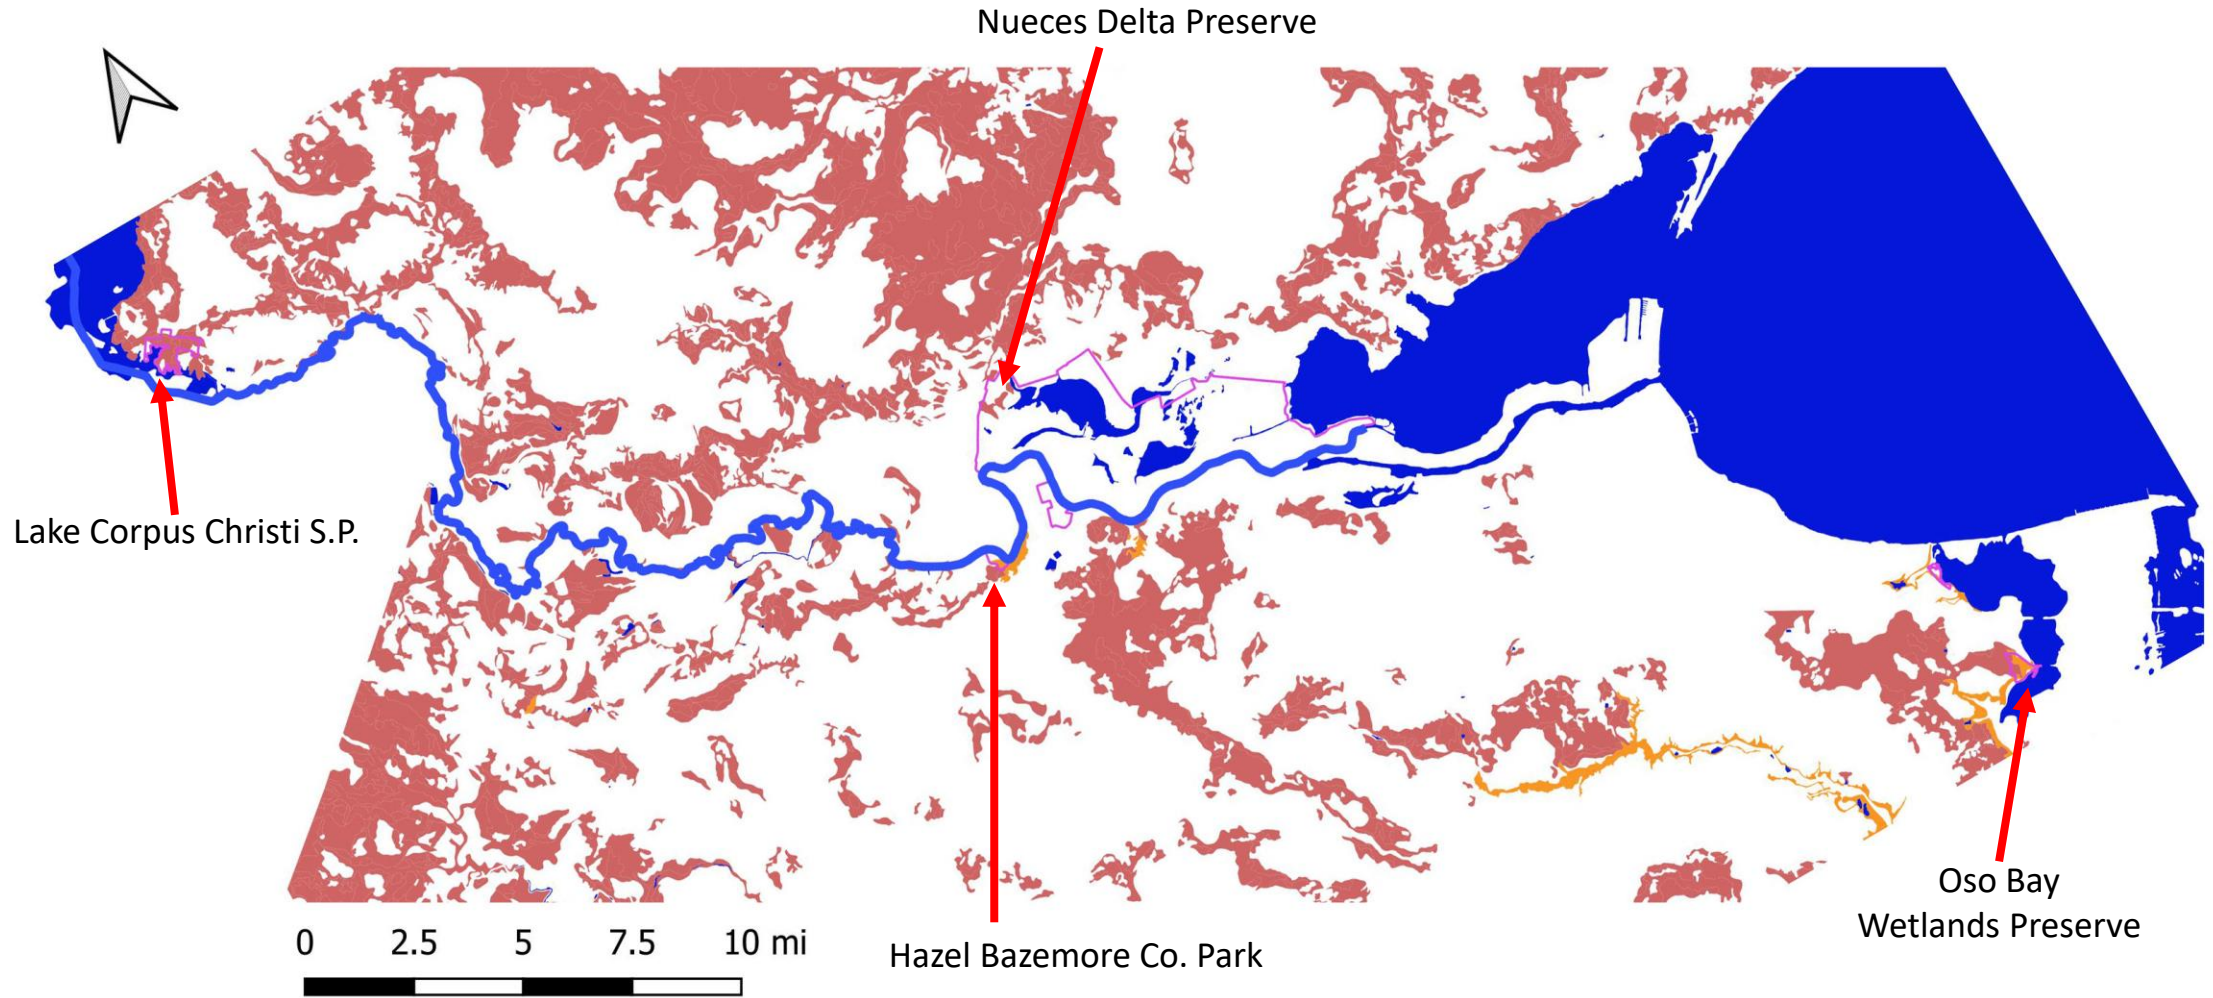 Nueces Delta Preserve
Lake Corpus Christi S.P.
Oso Bay
Wetlands Preserve
0 2.5 5 7.5 10 mi
Hazel Bazemore Co. Park